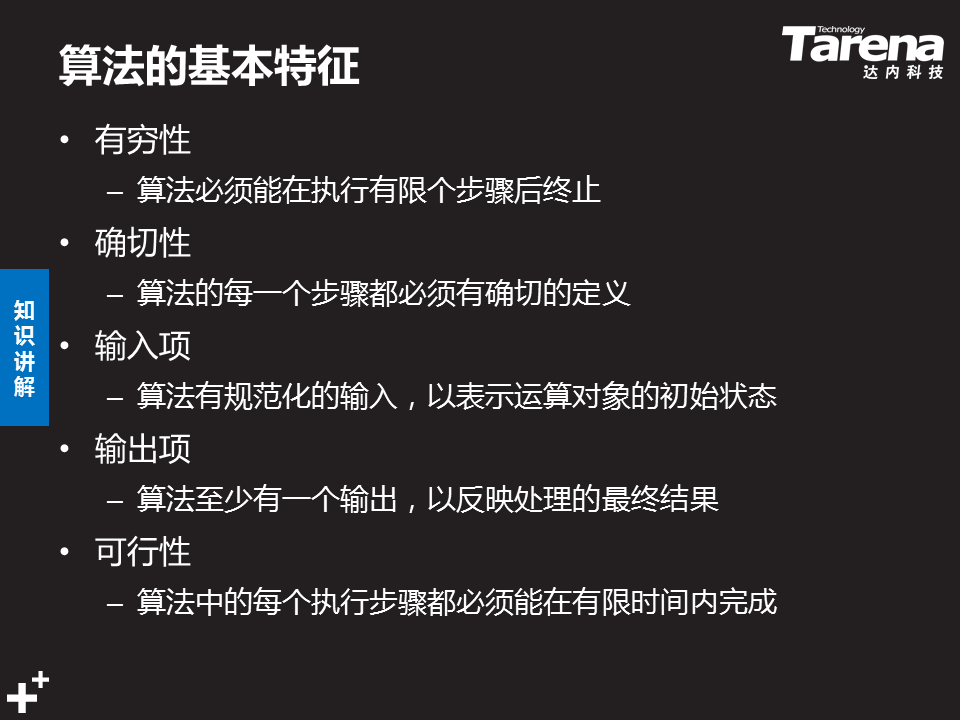 算法的基本特征
Technology
Tarena
达内科技
• 有穷性
– 算法必须能在执行有限个步骤后终止
• 确切性
– 算法的每一个步骤都必须有确切的定义
知识讲解
• 输入项
– 算法有规范化的输入，以表示运算对象的初始状态
• 输出项
– 算法至少有一个输出，以反映处理的最终结果
• 可行性
– 算法中的每个执行步骤都必须能在有限时间内完成